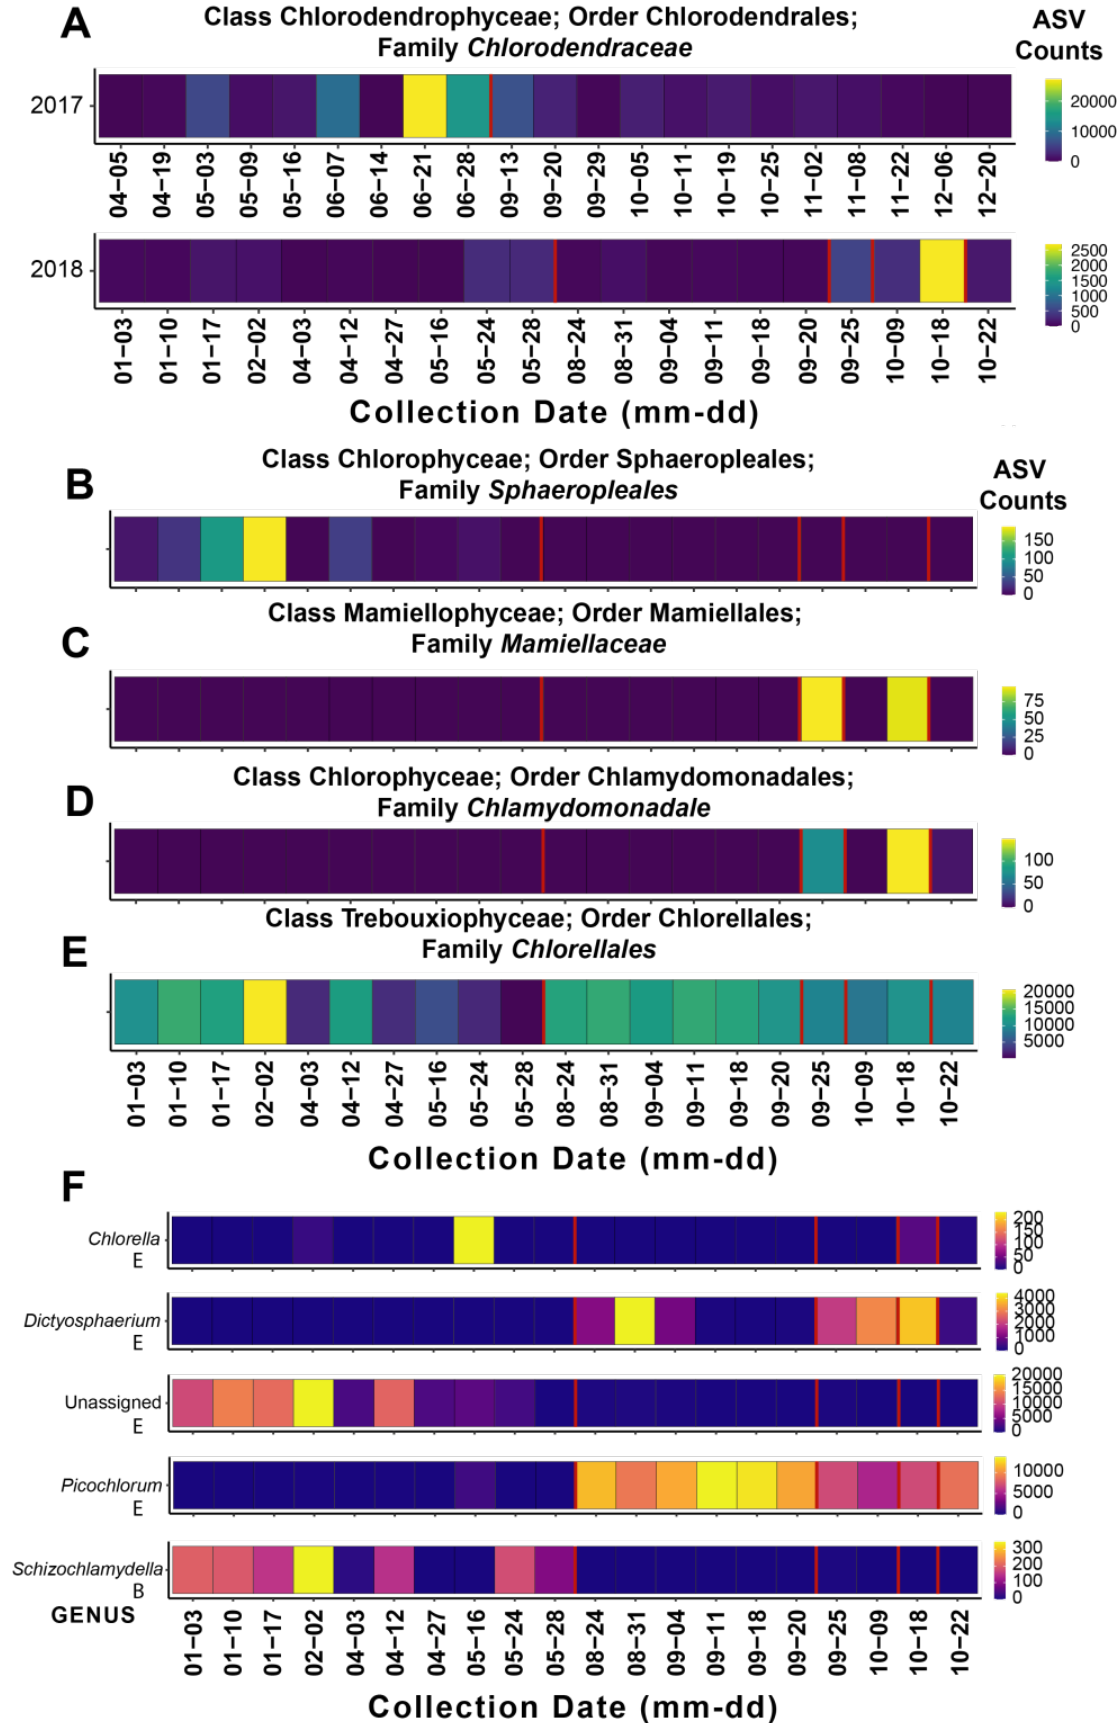 A
Class Chlorodendrophyceae; Order Chlorodendrales;
Family Chlorodendraceae
ASV
Counts
2017
20000
10000
0
04-05 04-19 05-03 05-09 05-16 06-07 06-14 06-21 06-28 09-13 09-20 09-29 10-05 10-11 10-19 10-25 11-02 11-08 11-22 12-06 12-20
2018
2500
2000
1500
1000
500
0
01-03 01-10 01-17 02-02 04-03 04-12 04-27 05-16 05-24 05-28 08-24 08-31 09-04 09-11 09-18 09-20 09-25 10-09 10-18 10-22
Collection Date (mm-dd)
B
Class Chlorophyceae; Order Sphaeropleales;
Family Sphaeropleales
ASV
Counts
150
100
50
0
C
Class Mamiellophyceae; Order Mamiellales;
Family Mamiellaceae
75
50
25
0
D
Class Chlorophyceae; Order Chlamydomonadales;
Family Chlamydomonadale
100
50
0
E
Class Trebouxiophyceae; Order Chlorellales;
Family Chlorellales
20000
15000
10000
5000
01-03 01-10 01-17 02-02 04-03 04-12 04-27 05-16 05-24 05-28 08-24 08-31 09-04 09-11 09-18 09-20 09-25 10-09 10-18 10-22
Collection Date (mm-dd)
F
Chlorella
E
200
150
100
50
0
Dictyosphaerium
E
4000
3000
2000
1000
0
Unassigned
E
20000
15000
10000
5000
0
Picochlorum
E
10000
5000
0
Schizochlamydella
B
300
200
100
0
GENUS
01-03 01-10 01-17 02-02 04-03 04-12 04-27 05-16 05-24 05-28 08-24 08-31 09-04 09-11 09-18 09-20 09-25 10-09 10-18 10-22
Collection Date (mm-dd)